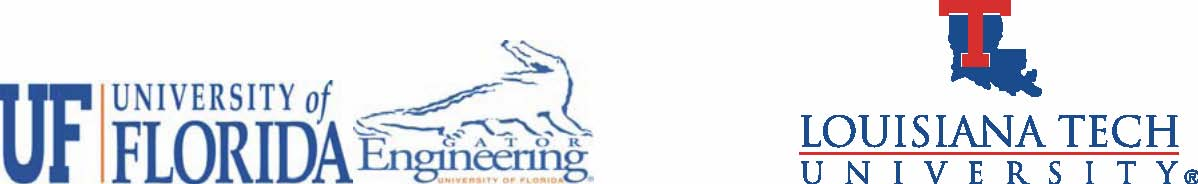 UF
UNIVERSITY of
FLORIDA
GATOR
Engineering®
UNIVERSITY OF FLORIDA
T
LOUISIANA TECH
UNIVERSITY®